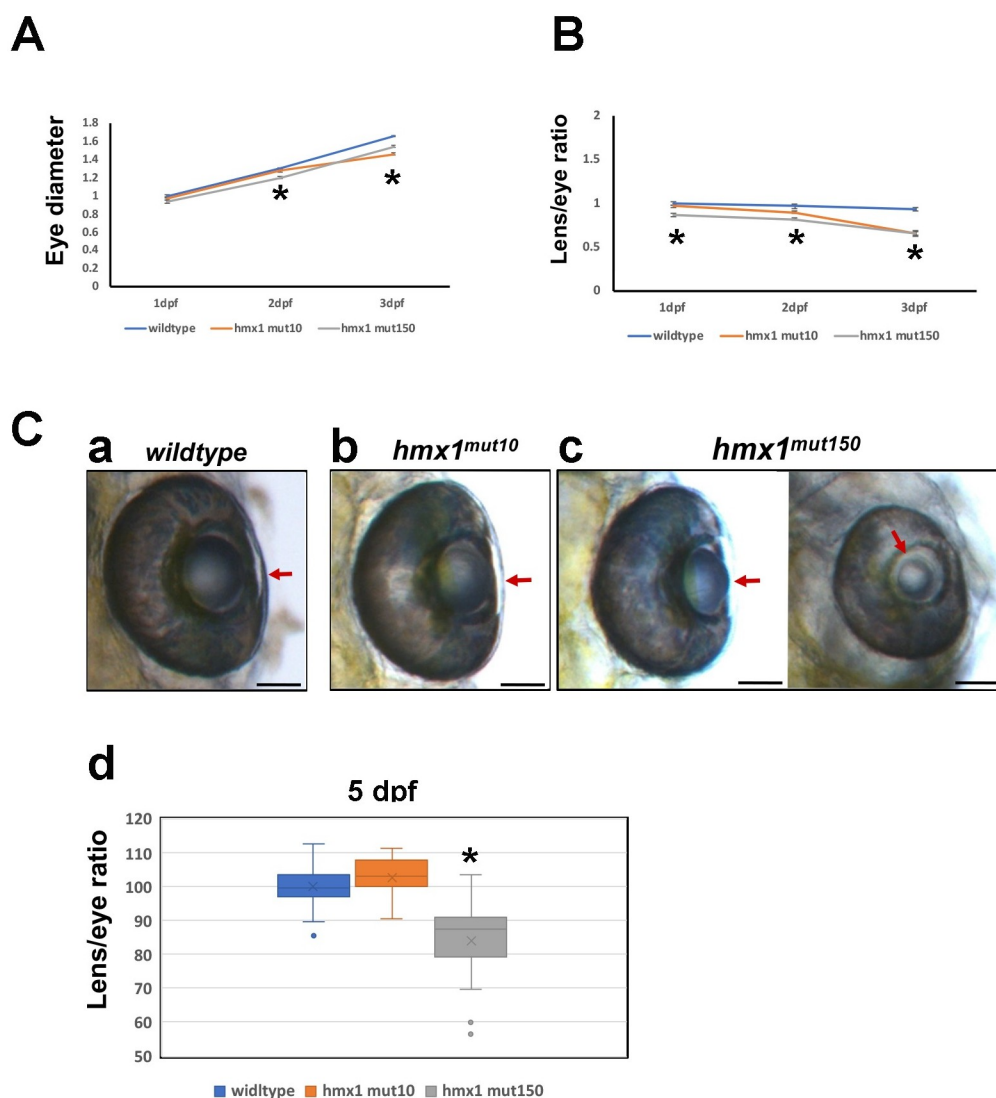 A
B
Eye diameter
1.8
1.6
1.4
1.2
1
0.8
0.6
0.4
0.2
0
*
*
1dpf
2dpf
3dpf
wildtype
hmx1 mut10
hmx1 mut150
Lens/eye ratio
2
1.5
1
0.5
0
*
*
*
1dpf
2dpf
3dpf
wildtype
hmx1 mut10
hmx1 mut150
C
a
wildtype
b
hmx1mut10
c
hmx1mut150
d
5 dpf
Lens/eye ratio
120
110
100
90
80
70
60
50
*
widltype
hmx1 mut10
hmx1 mut150